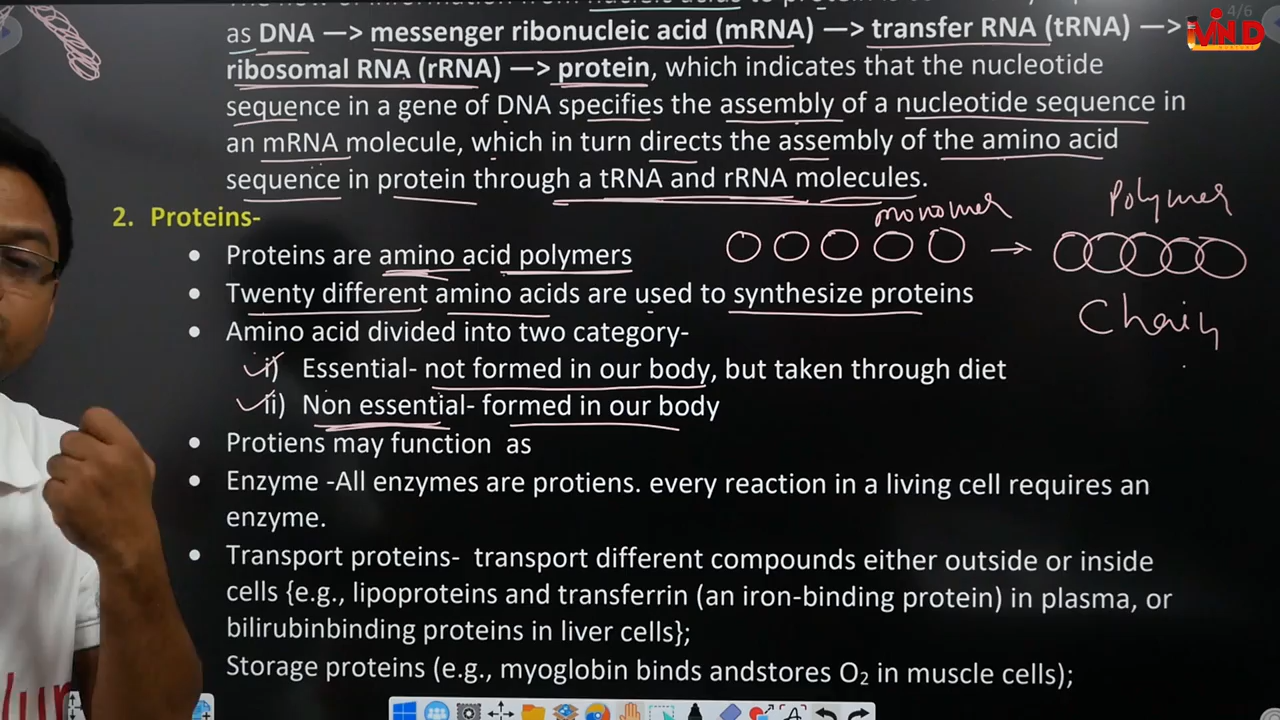 as DNA —> messenger ribonucleic acid (mRNA) —> transfer RNA (tRNA) —>
ribosomal RNA (rRNA) —> protein, which indicates that the nucleotide
sequence in a gene of DNA specifies the assembly of a nucleotide sequence in
an mRNA molecule, which in turn directs the assembly of the amino acid
sequence in protein through a tRNA and rRNA molecules.
2. Proteins-
monomer
Polymer
• Proteins are amino acid polymers
• Twenty different amino acids are used to synthesize proteins
Chain
• Amino acid divided into two category-
i) Essential- not formed in our body, but taken through diet
ii) Non essential- formed in our body
• Protiens may function as
• Enzyme -All enzymes are protiens. every reaction in a living cell requires an
enzyme.
• Transport proteins- transport different compounds either outside or inside
cells {e.g., lipoproteins and transferrin (an iron-binding protein) in plasma, or
bilirubinbinding proteins in liver cells};
Storage proteins (e.g., myoglobin binds andstores O₂ in muscle cells);
4/6